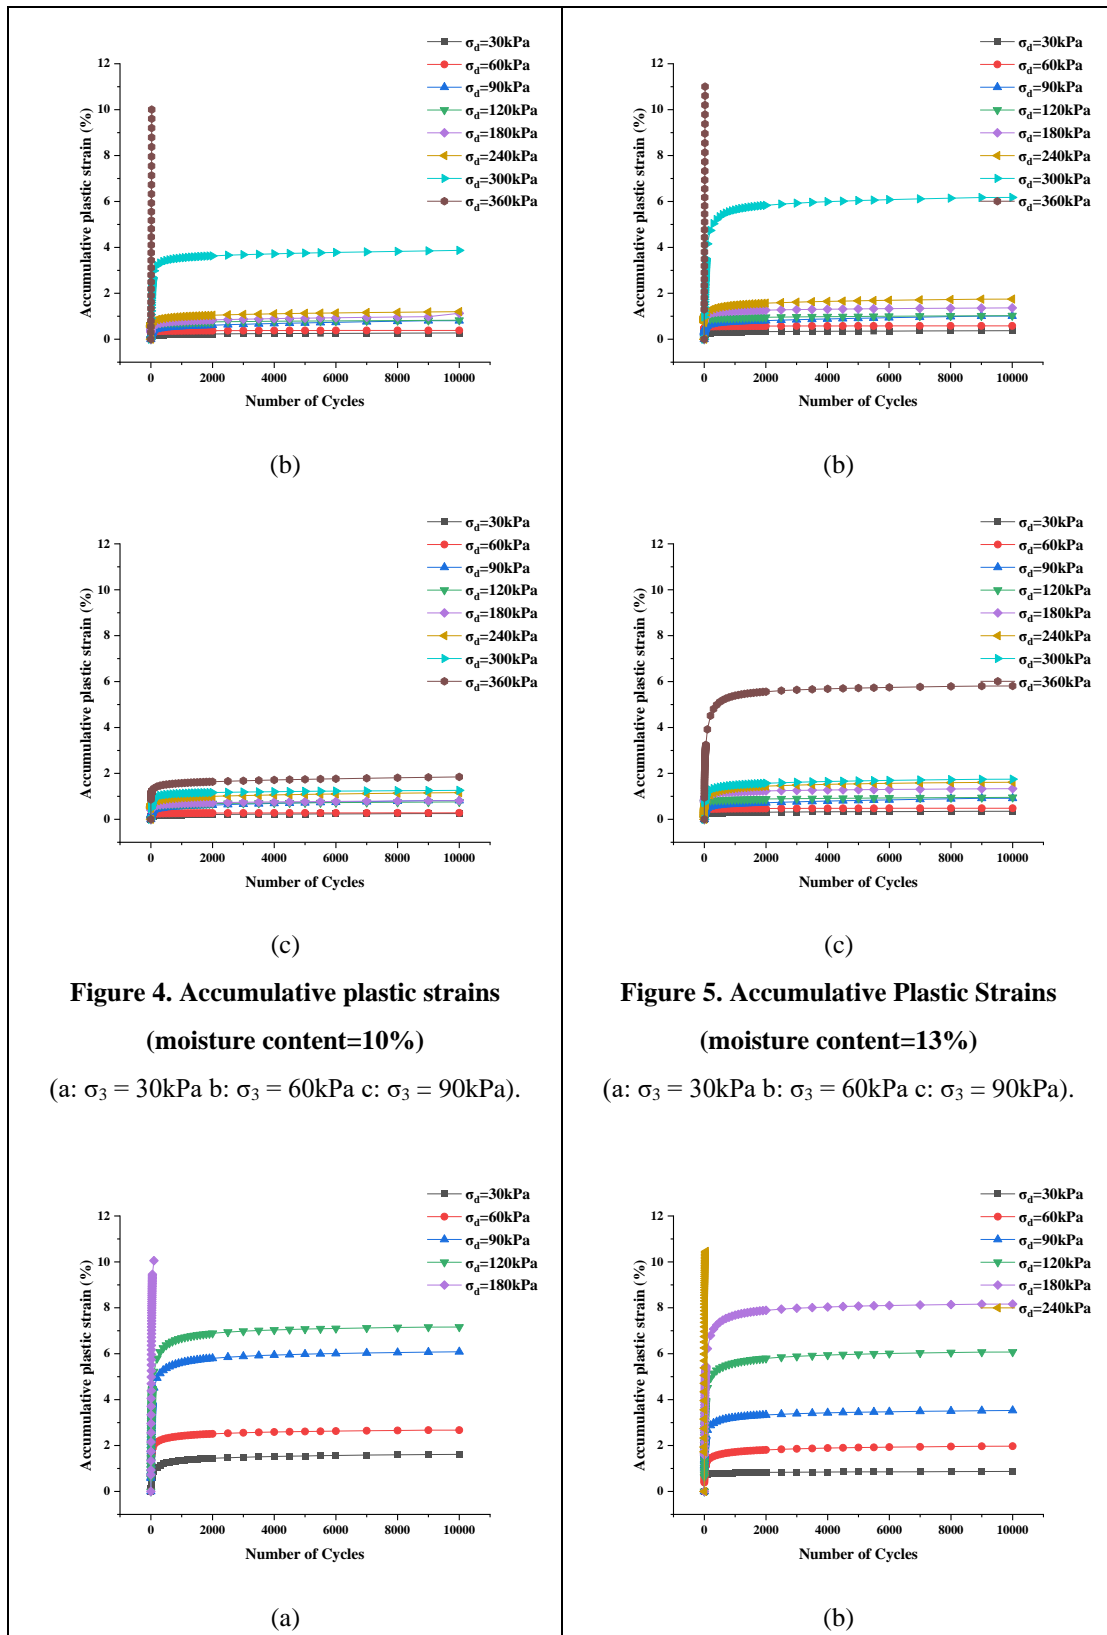 σd=30kPa
σd=60kPa
σd=90kPa
σd=120kPa
σd=180kPa
σd=240kPa
σd=300kPa
σd=360kPa
12
10
8
6
4
2
0
Accumulative plastic strain (%)
0 2000 4000 6000 8000 10000
Number of Cycles
(b)
σd=30kPa
σd=60kPa
σd=90kPa
σd=120kPa
σd=180kPa
σd=240kPa
σd=300kPa
σd=360kPa
12
10
8
6
4
2
0
Accumulative plastic strain (%)
0 2000 4000 6000 8000 10000
Number of Cycles
(c)
Figure 4. Accumulative plastic strains
(moisture content=10%)
(a: σ3 = 30kPa b: σ3 = 60kPa c: σ3 = 90kPa).
σd=30kPa
σd=60kPa
σd=90kPa
σd=120kPa
σd=180kPa
12
10
8
6
4
2
0
Accumulative plastic strain (%)
0 2000 4000 6000 8000 10000
Number of Cycles
(a)
σd=30kPa
σd=60kPa
σd=90kPa
σd=120kPa
σd=180kPa
σd=240kPa
σd=300kPa
σd=360kPa
12
10
8
6
4
2
0
Accumulative plastic strain (%)
0 2000 4000 6000 8000 10000
Number of Cycles
(b)
σd=30kPa
σd=60kPa
σd=90kPa
σd=120kPa
σd=180kPa
σd=240kPa
σd=300kPa
σd=360kPa
12
10
8
6
4
2
0
Accumulative plastic strain (%)
0 2000 4000 6000 8000 10000
Number of Cycles
(c)
Figure 5. Accumulative Plastic Strains
(moisture content=13%)
(a: σ3 = 30kPa b: σ3 = 60kPa c: σ3 = 90kPa).
σd=30kPa
σd=60kPa
σd=90kPa
σd=120kPa
σd=180kPa
σd=240kPa
12
10
8
6
4
2
0
Accumulative plastic strain (%)
0 2000 4000 6000 8000 10000
Number of Cycles
(b)